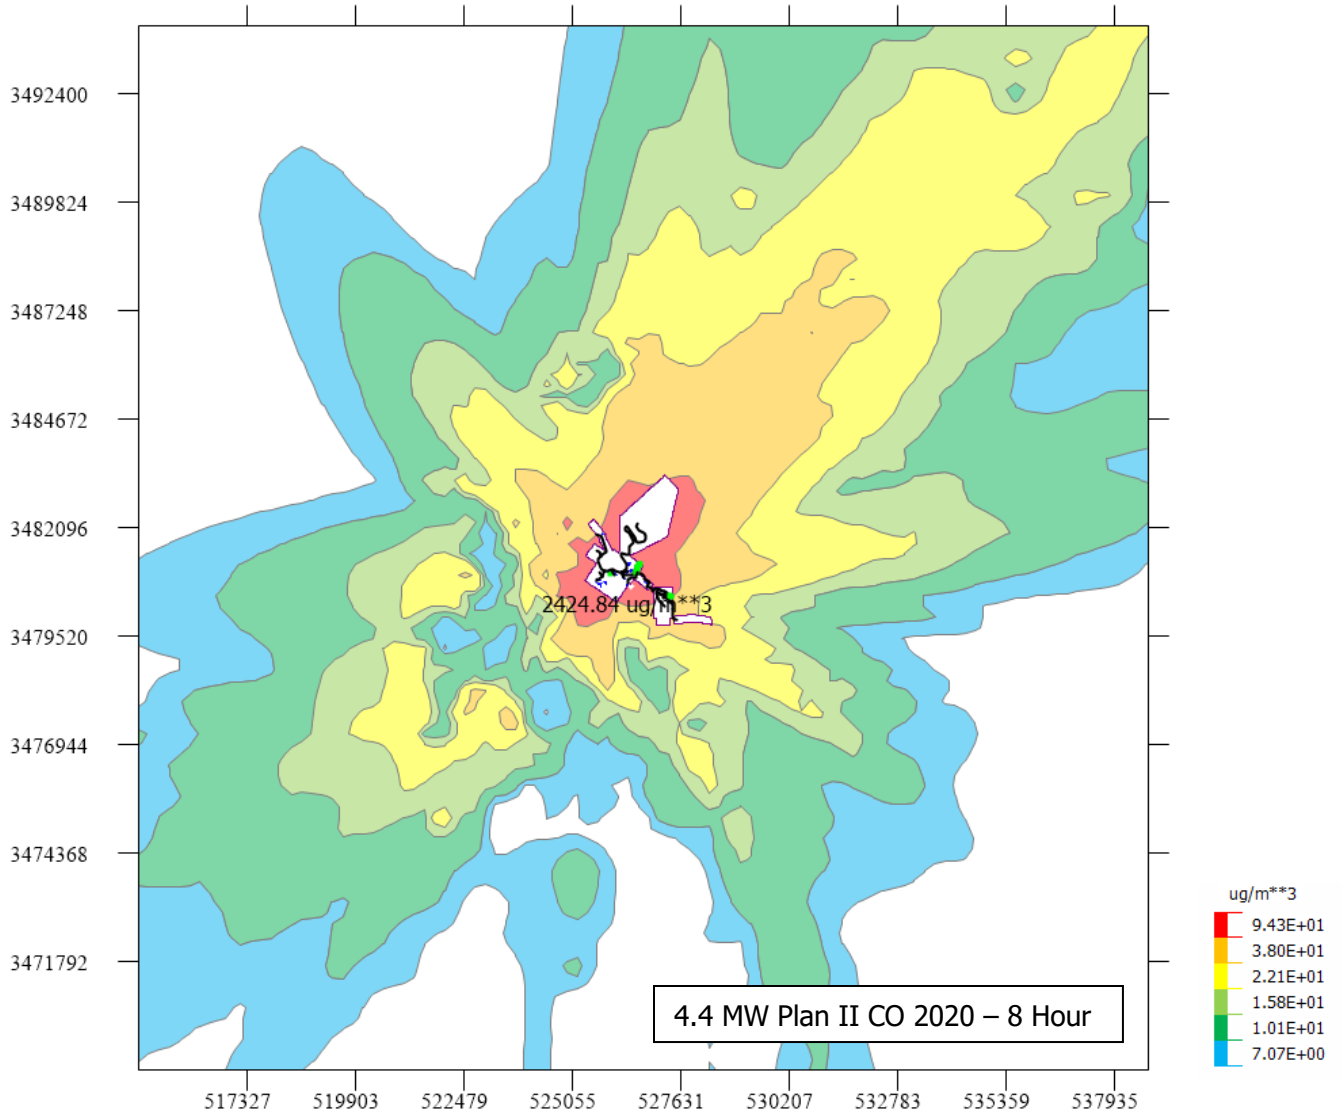 3492400
3489824
3487248
3484672
3482096
3479520
3476944
3474368
3471792
2424.84 ug/m**3
4.4 MW Plan II CO 2020 – 8 Hour
517327 519903 522479 525055 527631 530207 532783 535359 537935
ug/m**3
9.43E+01
3.80E+01
2.21E+01
1.58E+01
1.01E+01
7.07E+00